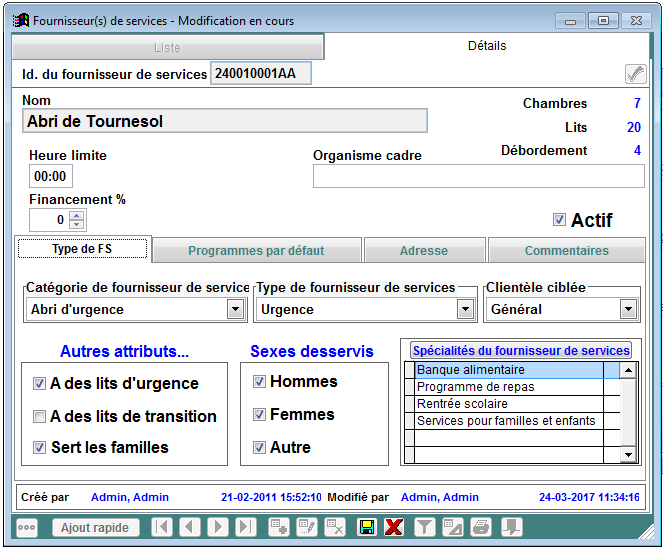 Fournisseur(s) de services - Modification en cours
Liste
Détails
Id. du fournisseur de services 240010001AA
Nom
Abri de Tournesol
Chambres 7
Lits 20
Débordement 4
Heure limite
00:00
Organisme cadre
Financement %
0
Actif
Type de FS
Programmes par défaut
Adresse
Commentaires
Catégorie de fournisseur de service
Type de fournisseur de services
Clientèle ciblée
Abri d'urgence
Urgence
Général
Autres attributs...
Sexes desservis
Spécialités du fournisseur de services
A des lits d'urgence
A des lits de transition
Sert les familles
Hommes
Femmes
Autre
Banque alimentaire
Programme de repas
Rentrée scolaire
Services pour familles et enfants
Créé par Admin, Admin 21-02-2011 15:52:10 Modifié par Admin, Admin 24-03-2017 11:34:16
Ajout rapide